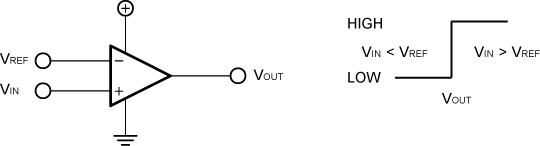 VREF
VIN
−
+
+
VOUT
HIGH
VIN < VREF
VIN > VREF
LOW
VOUT